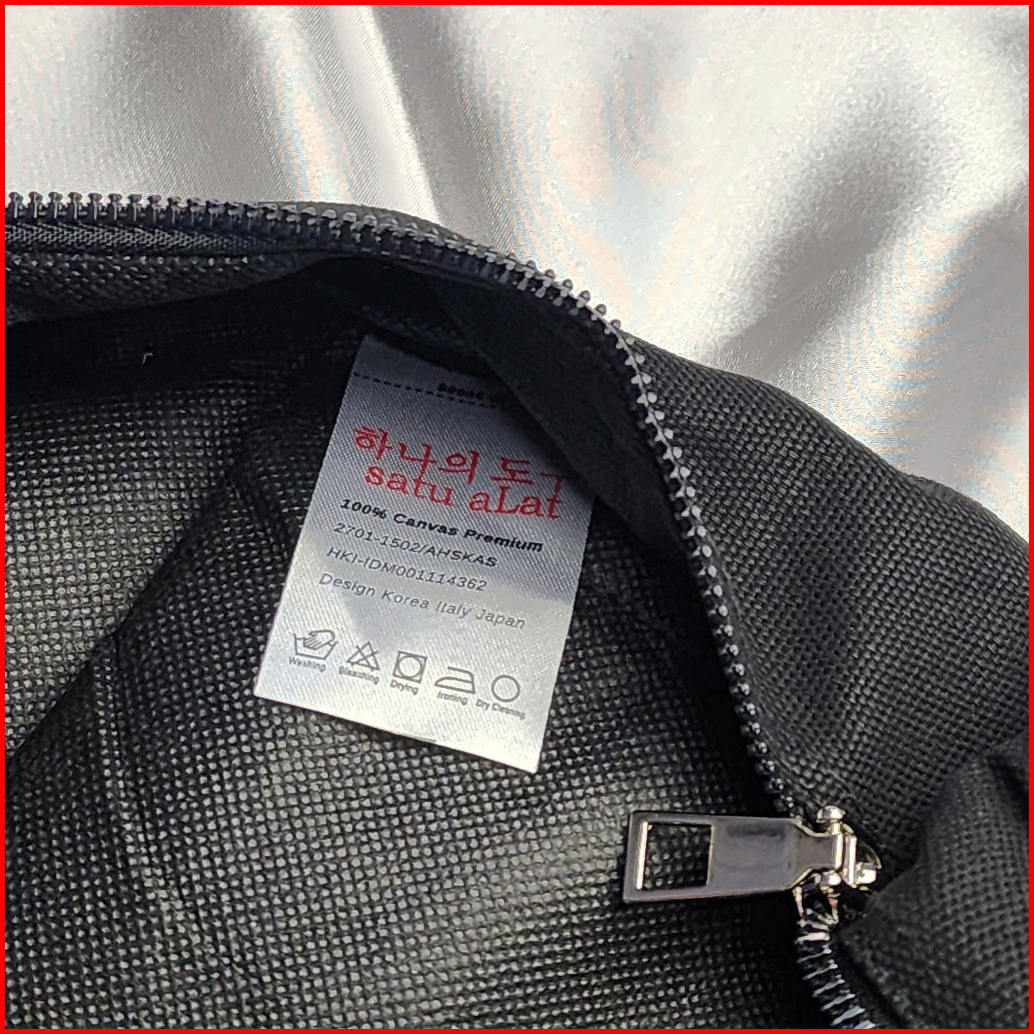 하나의 도구
satu aLat
100% Canvas Premium
2701-1502/AHSKAS
HKI-IDM001114362
Design Korea Italy Japan
Washing Bleaching Drying Ironing Dry Cleaning